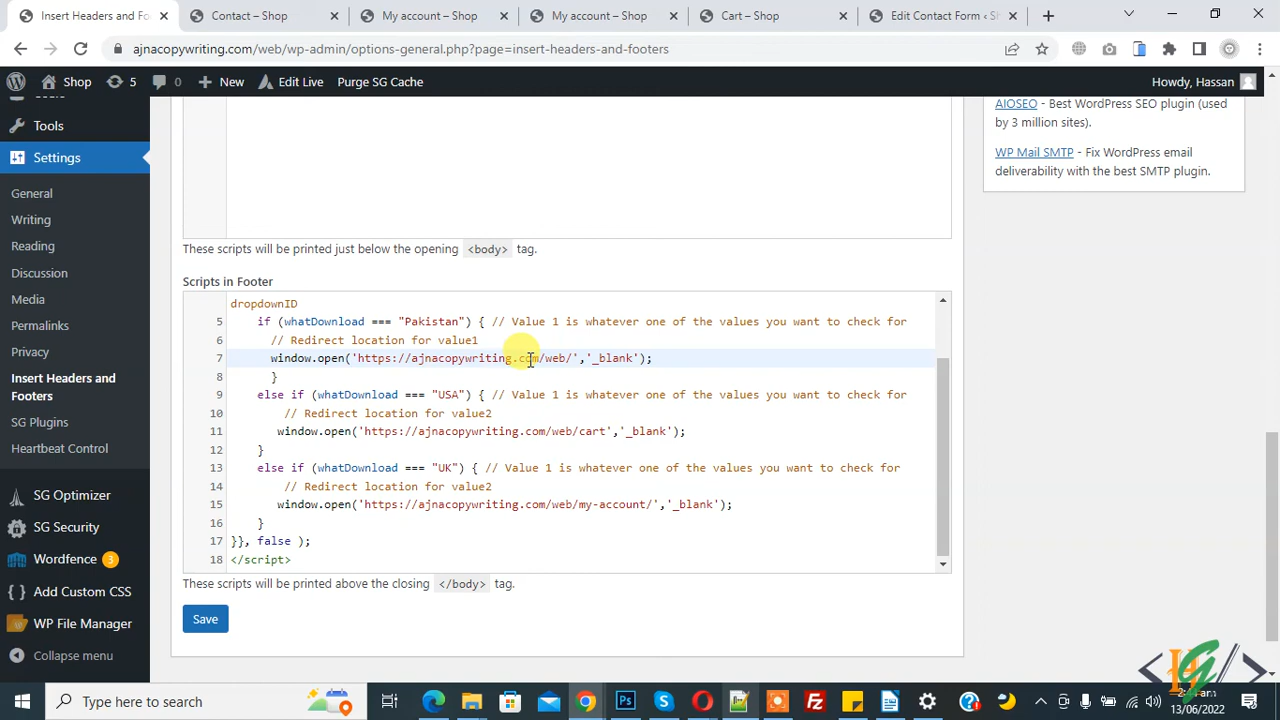 Insert Headers and Fo
Contact – Shop
My account – Shop
My account – Shop
Cart – Shop
Edit Contact Form ‹ Sh
ajnacopywriting.com/web/wp-admin/options-general.php?page=insert-headers-and-footers
Shop
5
0
New
Edit Live
Purge SG Cache
Howdy, Hassan
Tools
Settings
General
Writing
Reading
Discussion
Media
Permalinks
Privacy
Insert Headers and
Footers
SG Plugins
Heartbeat Control
SG Optimizer
SG Security
Wordfence 3
Add Custom CSS
WP File Manager
Collapse menu
These scripts will be printed just below the opening <body> tag.
Scripts in Footer
dropdownID
5 if (whatDownload === "Pakistan") { // Value 1 is whatever one of the values you want to check for
6 // Redirect location for value1
7 window.open('https://ajnacopywriting.com/web/','_blank');
8 }
9 else if (whatDownload === "USA") { // Value 1 is whatever one of the values you want to check for
10 // Redirect location for value2
11 window.open('https://ajnacopywriting.com/web/cart','_blank');
12 }
13 else if (whatDownload === "UK") { // Value 1 is whatever one of the values you want to check for
14 // Redirect location for value2
15 window.open('https://ajnacopywriting.com/web/my-account/','_blank');
16 }
17 }}, false );
18 </script>
These scripts will be printed above the closing </body> tag.
Save
AIOSEO - Best WordPress SEO plugin (used
by 3 million sites).
WP Mail SMTP - Fix WordPress email
deliverability with the best SMTP plugin.
Type here to search
13/06/2022